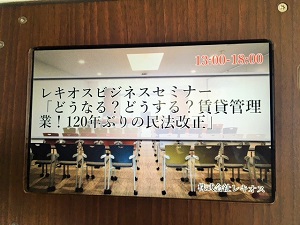 13:00-18:00
レキオスビジネスセミナー
「どうなる？どうする？賃貸管理
業！120年ぶりの民法改正」
株式会社レキオス